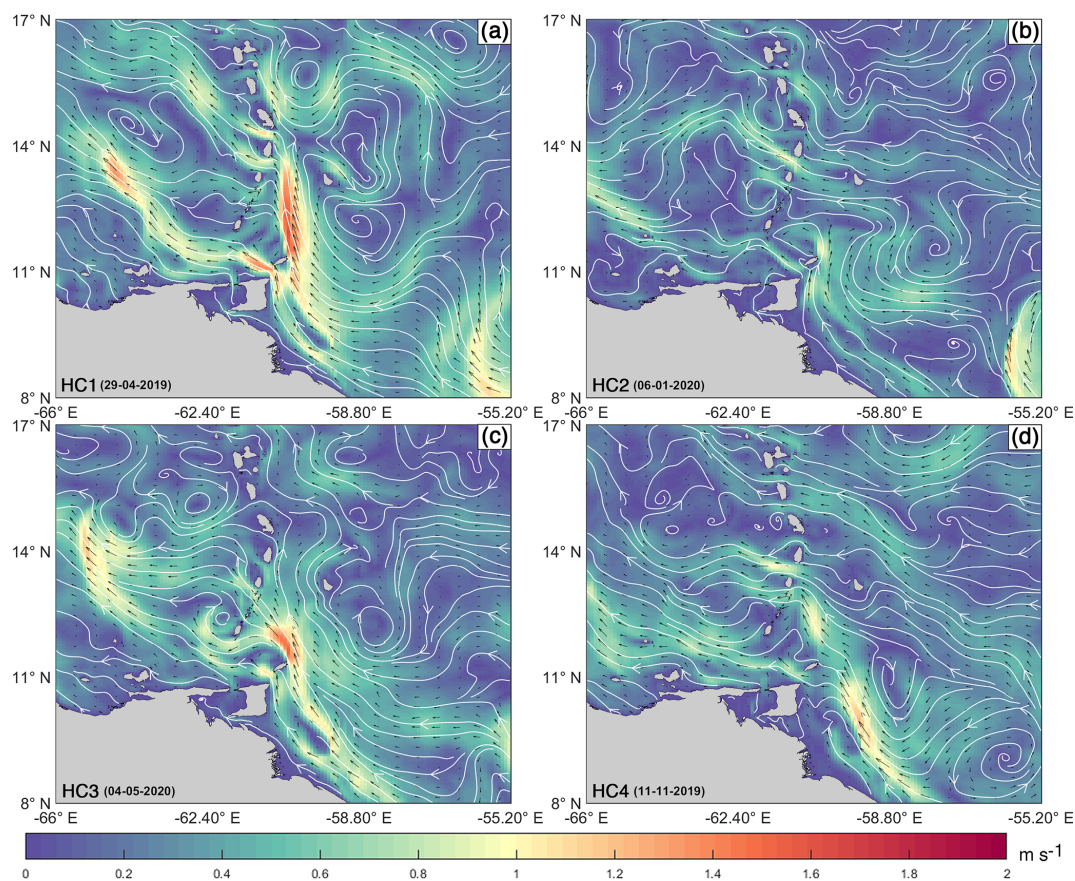 17° N
(a)
(b)
14° N
11° N
8° N
HC1 (29-04-2019)
HC2 (06-01-2020)
-66° E
-62.40° E
-58.80° E
-55.20° E
-66° E
-62.40° E
-58.80° E
-55.20° E
17° N
17° N
14° N
11° N
8° N
17° N
(c)
(d)
14° N
14° N
11° N
11° N
8° N
8° N
HC3 (04-05-2020)
HC4 (11-11-2019)
-66° E
-62.40° E
-58.80° E
-55.20° E
-66° E
-62.40° E
-58.80° E
-55.20° E
0 0.2 0.4 0.6 0.8 1 1.2 1.4 1.6 1.8 2
m s⁻¹